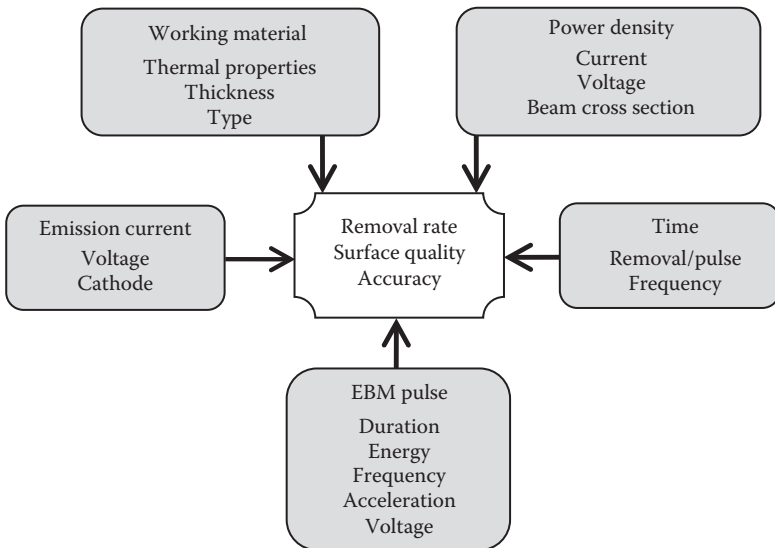 Working material
Thermal properties
Thickness
Type
Power density
Current
Voltage
Beam cross section
Emission current
Voltage
Cathode
Removal rate
Surface quality
Accuracy
Time
Removal/pulse
Frequency
EBM pulse
Duration
Energy
Frequency
Acceleration
Voltage